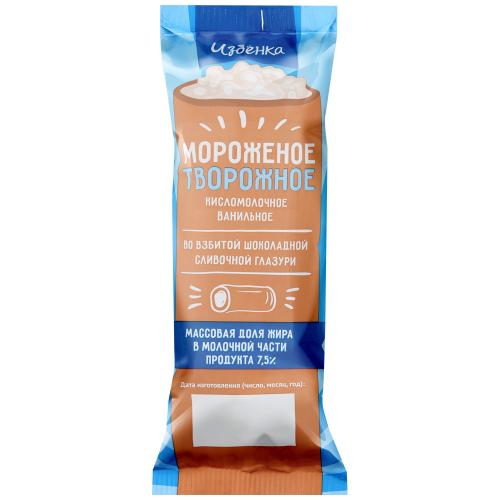 Избёнка
МОРОЖЕНОЕ
ТВОРОЖНОЕ
КИСЛОМОЛОЧНОЕ
ВАНИЛЬНОЕ
ВО ВЗБИТОЙ ШОКОЛАДНОЙ
СЛИВОЧНОЙ ГЛАЗУРИ
МАССОВАЯ ДОЛЯ ЖИРА
В МОЛОЧНОЙ ЧАСТИ
ПРОДУКТА 7,5%
Дата изготовления (число, месяц, год):